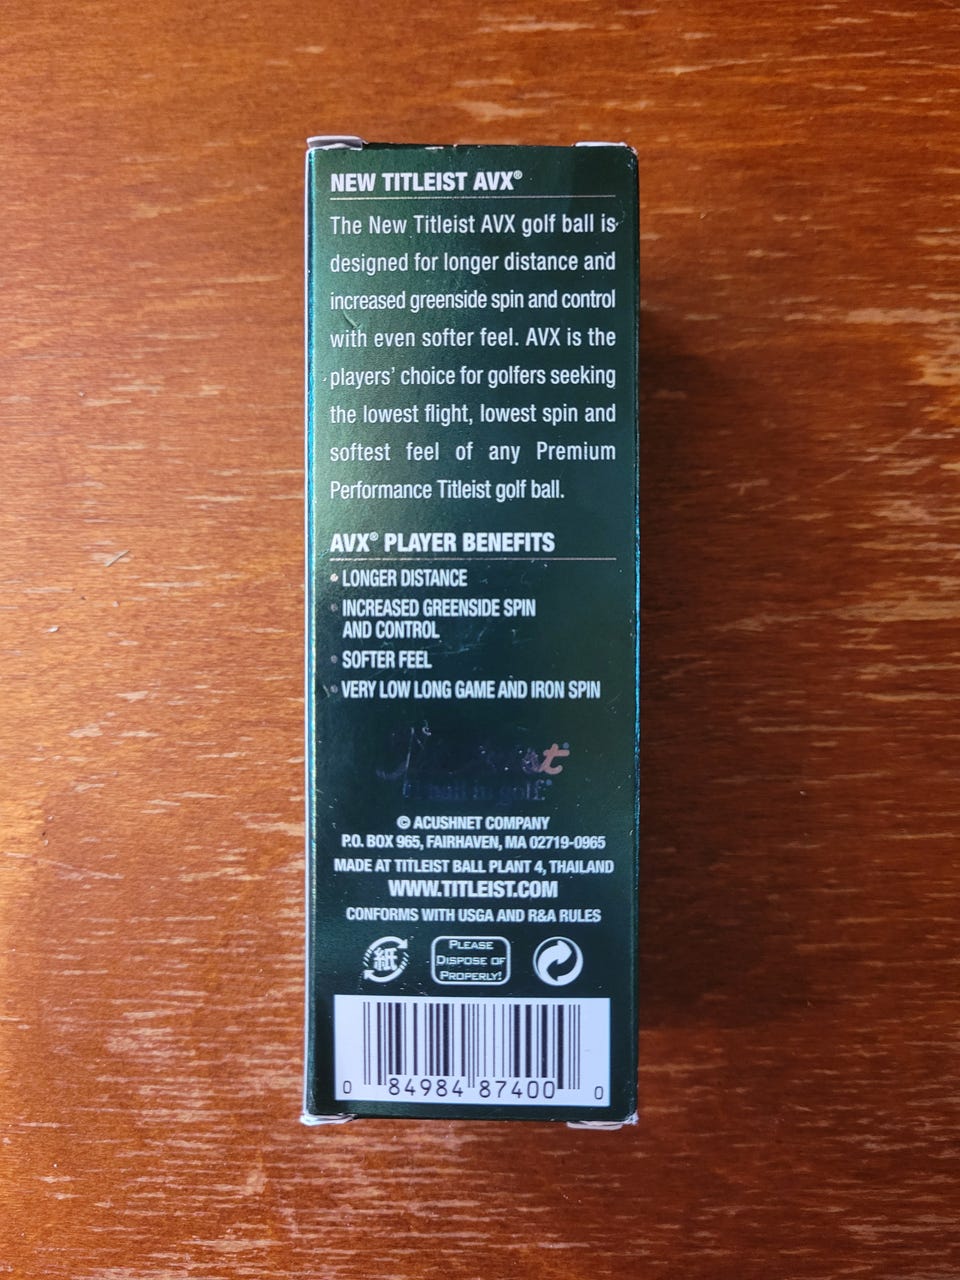 NEW TITLEIST AVX®
The New Titleist AVX golf ball is
designed for longer distance and
increased greenside spin and control
with even softer feel. AVX is the
players' choice for golfers seeking
the lowest flight, lowest spin and
softest feel of any Premium
Performance Titleist golf ball.
AVX® PLAYER BENEFITS
• LONGER DISTANCE
• INCREASED GREENSIDE SPIN
AND CONTROL
• SOFTER FEEL
• VERY LOW LONG GAME AND IRON SPIN
Titleist
ball in golf.
© ACUSHNET COMPANY
P.O. BOX 965, FAIRHAVEN, MA 02719-0965
MADE AT TITLEIST BALL PLANT 4, THAILAND
WWW.TITLEIST.COM
CONFORMS WITH USGA AND R&A RULES
紙
PLEASE
DISPOSE OF
PROPERLY!
0 84984 87400 0